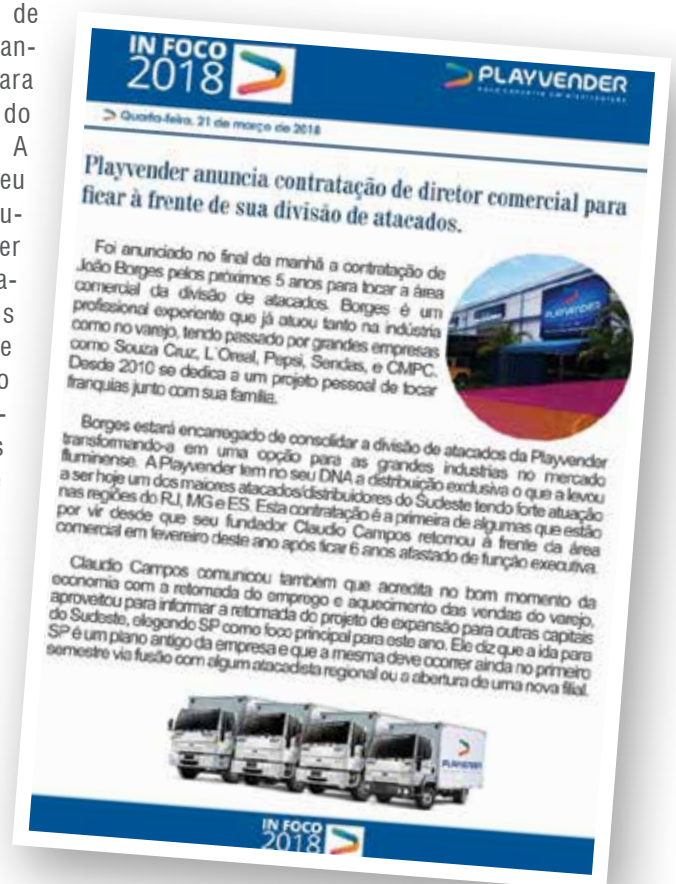 de
an-
ara
do
A
eu
u-
er
a-
s
e
o
-
s
IN FOCO
2018
PLAYVENDER
Quarta-feira, 21 de março de 2018
Playvender anuncia contratação de diretor comercial para
ficar à frente de sua divisão de atacados.
Foi anunciado no final da manhã a contratação de
João Borges pelos próximos 5 anos para tocar a área
comercial da divisão de atacados. Borges é um
profissional experiente que já atuou tanto na indústria
como no varejo, tendo passado por grandes empresas
como Souza Cruz, L´Oreal, Pepsi, Sendas, e CMPC.
Desde 2010 se dedica a um projeto pessoal de tocar
franquias junto com sua família.
PLAYVENDER
Borges estará encarregado de consolidar a divisão de atacados da Playvender
transformando-a em uma opção para as grandes industrias no mercado
fluminense. A Playvender tem no seu DNA a distribuição exclusiva o que a levou
a ser hoje um dos maiores atacados/distribuidores do Sudeste tendo forte atuação
nas regiões do RJ, MG e ES. Esta contratação é a primeira de algumas que estão
por vir desde que seu fundador Claudio Campos retornou à frente da área
comercial em fevereiro deste ano após ficar 6 anos afastado de função executiva.
Claudio Campos comunicou também que acredita no bom momento da
economia com a retomada do emprego e aquecimento das vendas do varejo,
aproveitou para informar a retomada do projeto de expansão para outras capitais
do Sudeste, elegendo SP como foco principal para este ano. Ele diz que a ida para
SP é um plano antigo da empresa e que a mesma deve ocorrer ainda no primeiro
semestre via fusão com algum atacadista regional ou a abertura de uma nova filial.
PLAYVENDER
IN FOCO
2018